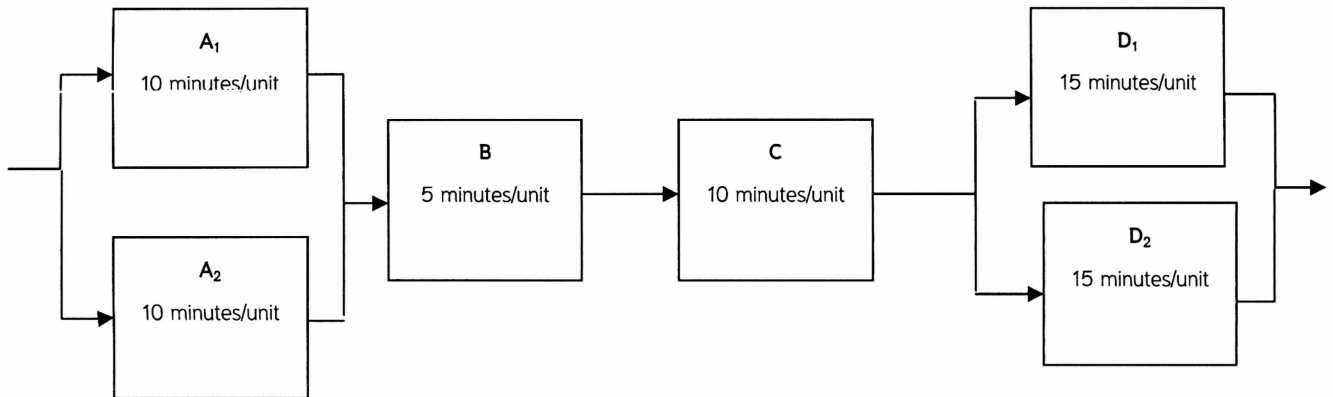 A₁
10 minutes/unit
A₂
10 minutes/unit
B
5 minutes/unit
C
10 minutes/unit
D₁
15 minutes/unit
D₂
15 minutes/unit